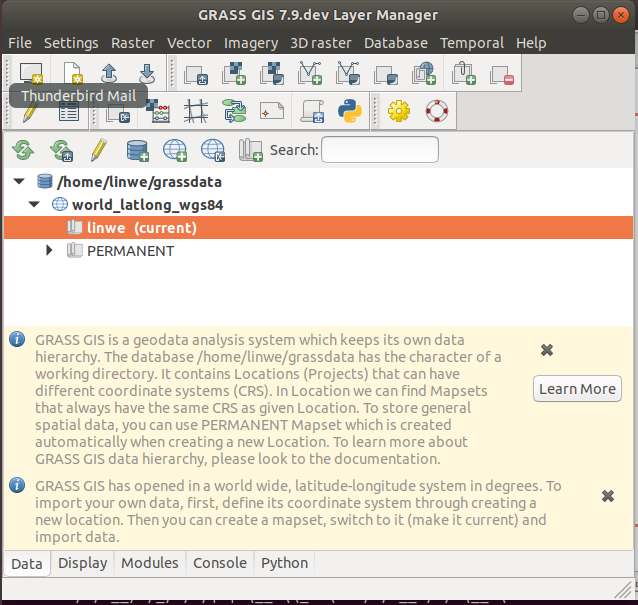 GRASS GIS 7.9.dev Layer Manager
File Settings Raster Vector Imagery 3D raster Database Temporal Help
Thunderbird Mail
Search:
/home/linwe/grassdata
world_latlong_wgs84
linwe (current)
PERMANENT
GRASS GIS is a geodata analysis system which keeps its own data
hierarchy. The database /home/linwe/grassdata has the character of a
working directory. It contains Locations (Projects) that can have
different coordinate systems (CRS). In Location we can find Mapsets
that always have the same CRS as given Location. To store general
spatial data, you can use PERMANENT Mapset which is created
automatically when creating a new Location. To learn more about
GRASS GIS data hierarchy, please look to the documentation.
Learn More
GRASS GIS has opened in a world wide, latitude-longitude system in degrees. To
import your own data, first, define its coordinate system through creating a
new location. Then you can create a mapset, switch to it (make it current) and
import data.
Data Display Modules Console Python